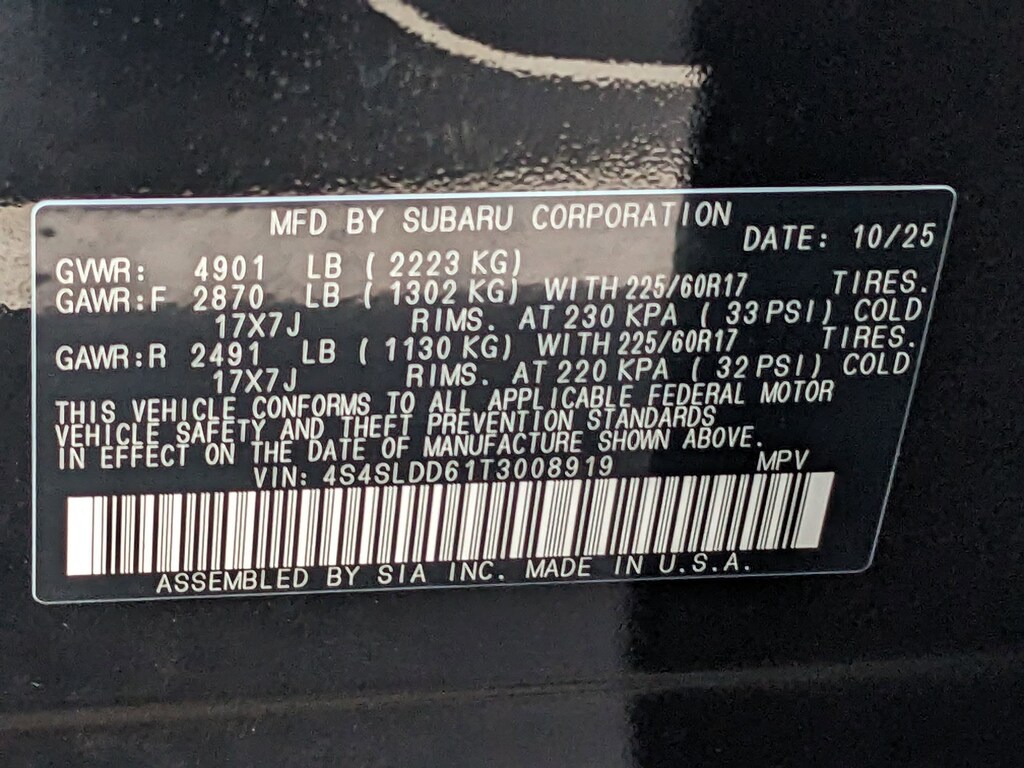 MFD BY SUBARU CORPORATION
DATE: 10/25
GVWR: 4901 LB ( 2223 KG)
GAWR:F 2870 LB ( 1302 KG) WITH 225/60R17 TIRES.
17X7J RIMS. AT 230 KPA ( 33 PSI) COLD
GAWR:R 2491 LB ( 1130 KG) WITH 225/60R17 TIRES.
17X7J RIMS. AT 220 KPA ( 32 PSI) COLD
THIS VEHICLE CONFORMS TO ALL APPLICABLE FEDERAL MOTOR
VEHICLE SAFETY AND THEFT PREVENTION STANDARDS
IN EFFECT ON THE DATE OF MANUFACTURE SHOWN ABOVE.
VIN: 4S4SLDD61T3008919 MPV
ASSEMBLED BY SIA INC. MADE IN U.S.A.